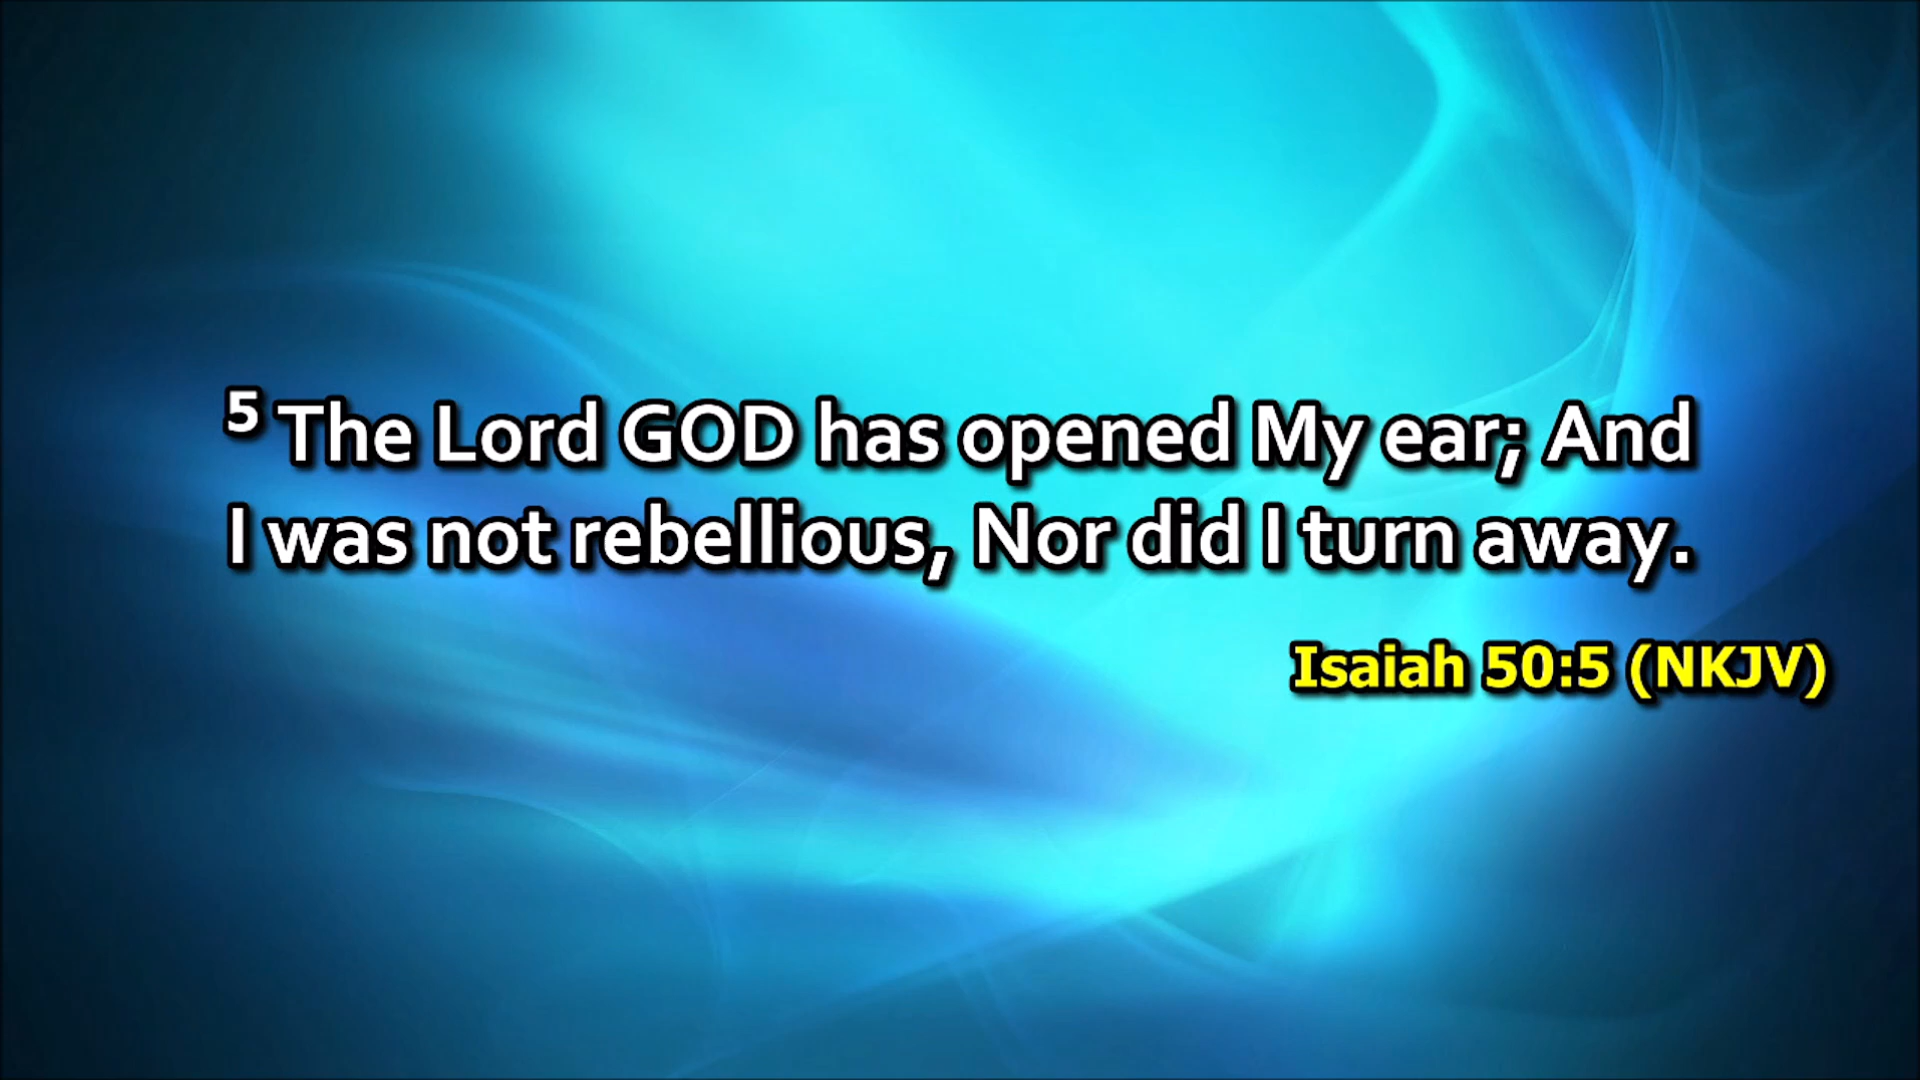 5 The Lord GOD has opened My ear; And
I was not rebellious, Nor did I turn away.
Isaiah 50:5 (NKJV)